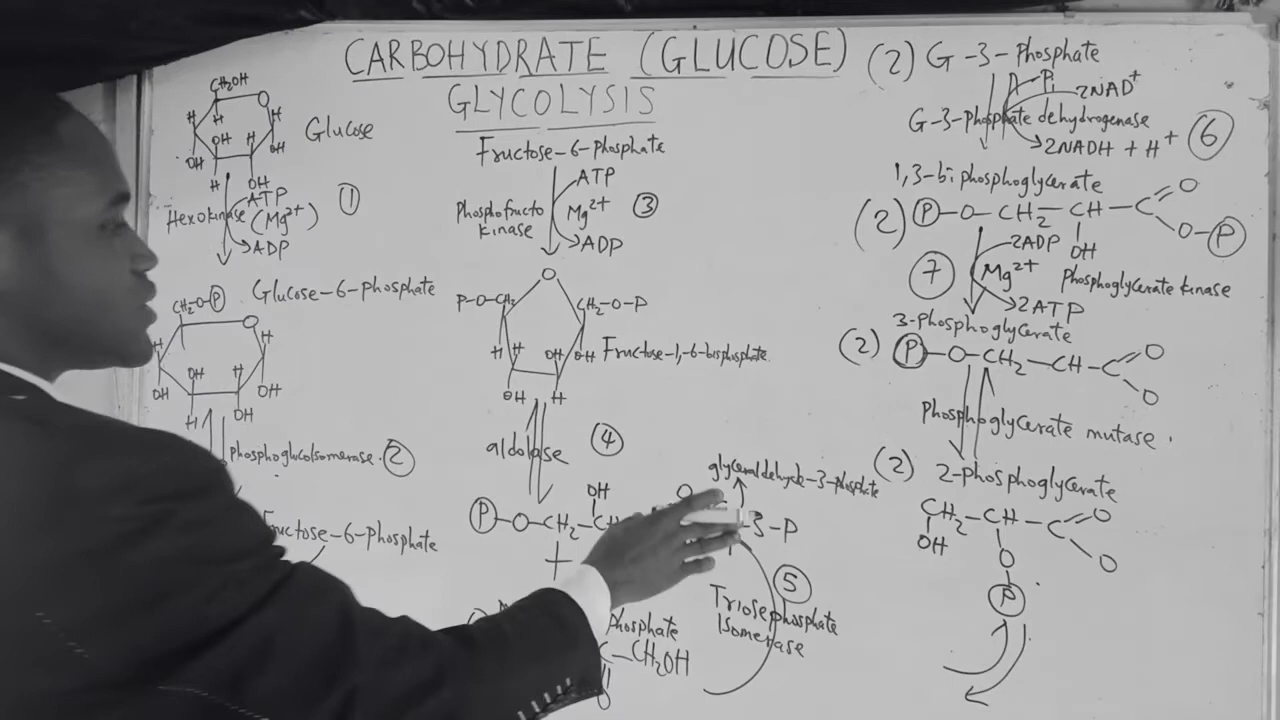 CARBOHYDRATE (GLUCOSE)
GLYCOLYSIS
CH2OH
O
H
H
H
OH
H
OH
OH
H
OH
Glucose
ATP
Hexokinase (Mg2+)
ADP
1
Glucose-6-phosphate
CH2-O-P
O
H
H
OH
H
OH
OH
H
OH
Phosphoglucoisomerase.
2
Fructose-6-phosphate
Fructose-6-Phosphate
ATP
Phosphofructo
kinase
Mg2+
3
ADP
O
P-O-CH2
CH2-O-P
H
H
OH
OH
OH
H
Fructose-1,-6-bisphosphate
aldolase
4
OH
P-O-CH2-CH
+
glyceraldehyde-3-phosphate
3-P
5
Triosephosphate
Isomerase
Phosphate
C-CH2OH
O
(2) G-3-Phosphate
Pi
2NAD+
G-3-Phosphate dehydrogenase
2NADH + H+
6
1,3-biphosphoglycerate
(2) P-O-CH2-CH-C
O
OH
O-P
2ADP
7
Mg2+
Phosphoglycerate kinase
2ATP
3-phosphoglycerate
(2) P-O-CH2-CH-C
O
O
Phosphoglycerate mutase.
(2) 2-phosphoglycerate
CH2-CH-C
O
OH
O
O
P